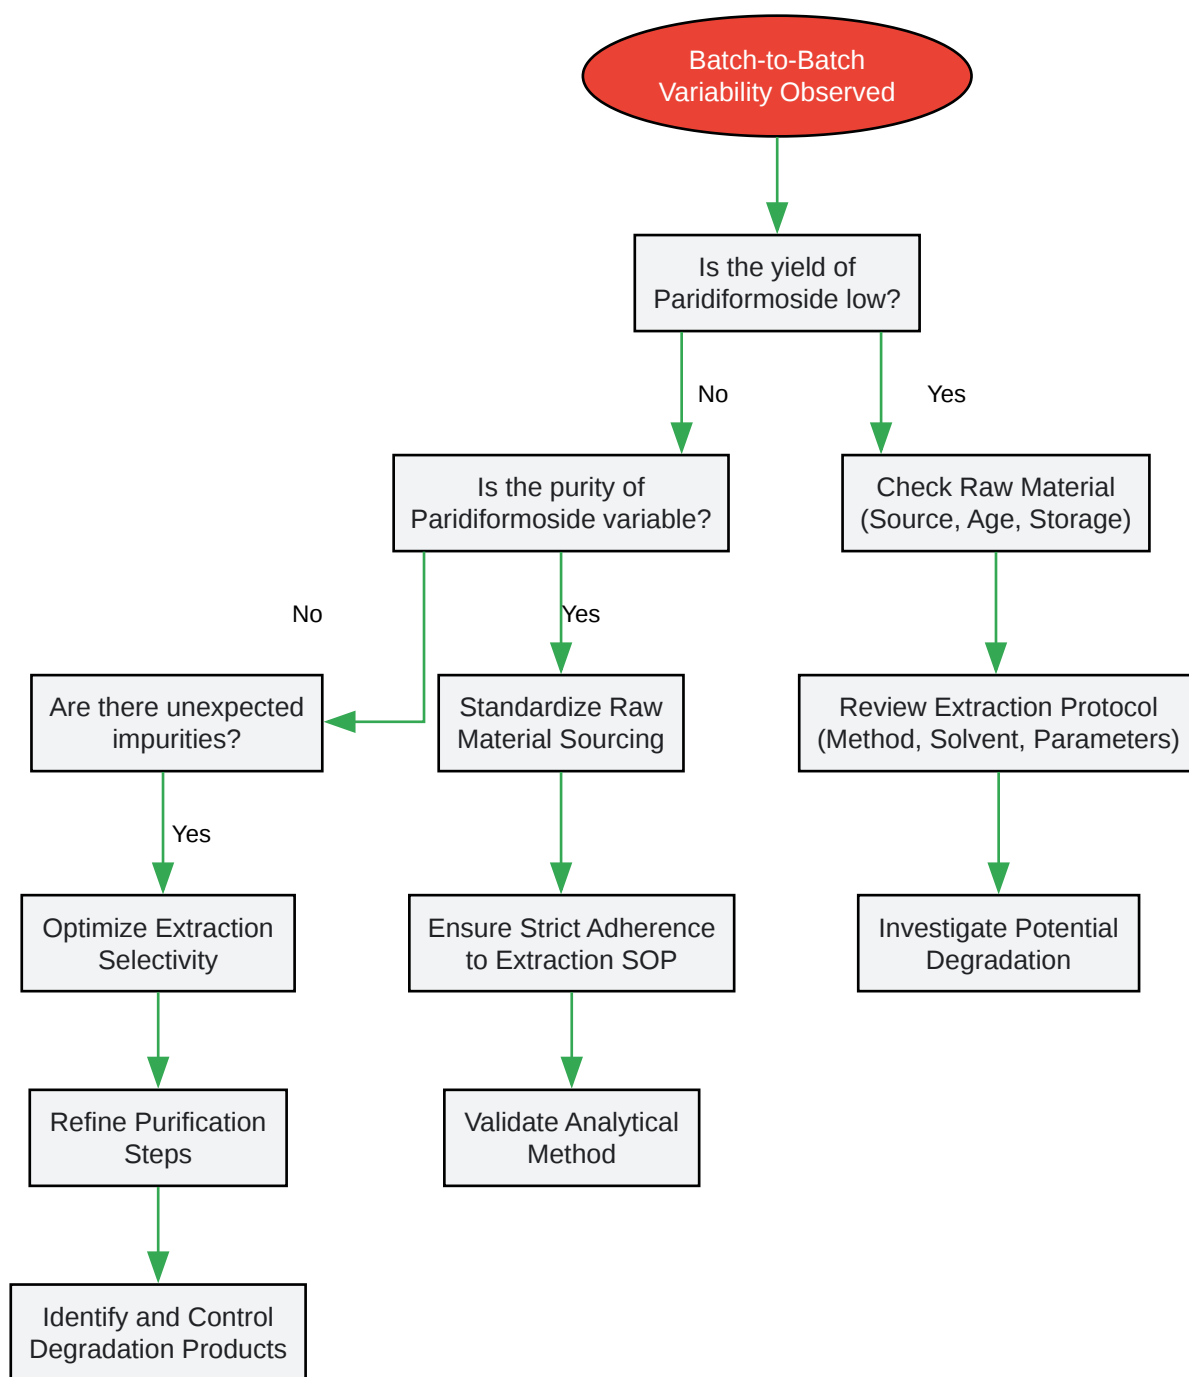 Batch-to-Batch
Variability Observed
Is the yield of
Paridiformoside low?
No
Yes
Is the purity of
Paridiformoside variable?
Check Raw Material
(Source, Age, Storage)
No
Yes
Are there unexpected
impurities?
Standardize Raw
Material Sourcing
Review Extraction Protocol
(Method, Solvent, Parameters)
Yes
Optimize Extraction
Selectivity
Ensure Strict Adherence
to Extraction SOP
Investigate Potential
Degradation
Refine Purification
Steps
Validate Analytical
Method
Identify and Control
Degradation Products